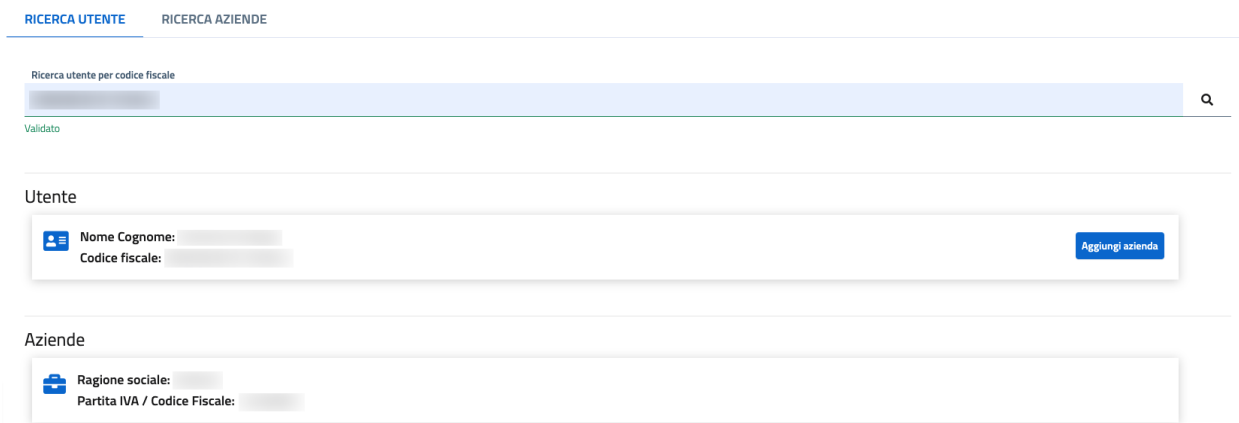 RICERCA UTENTE RICERCA AZIENDE
Ricerca utente per codice fiscale
Validato
Utente
Nome Cognome:
Codice fiscale:
Aggiungi azienda
Aziende
Ragione sociale:
Partita IVA / Codice Fiscale: